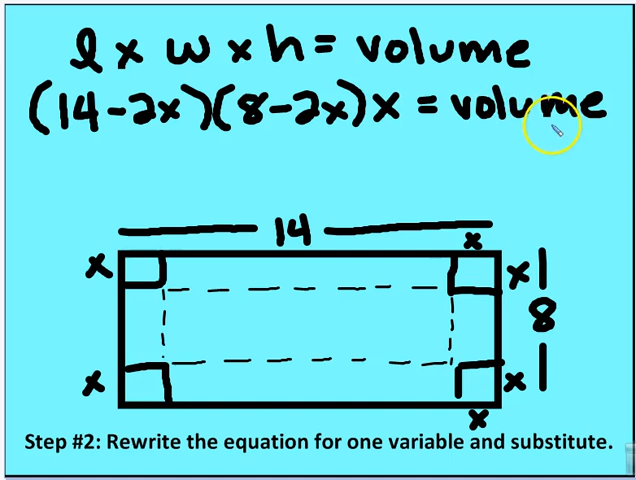 l x w x h = volume
(14-2x)(8-2x)x = volume
14
x
x
x
8
x
x
x
Step #2: Rewrite the equation for one variable and substitute.